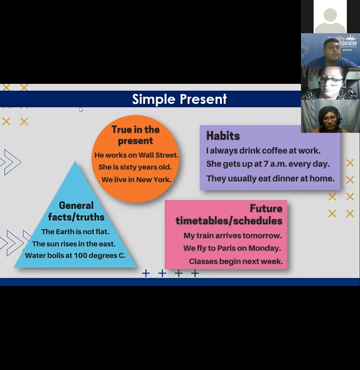 Simple Present
True in the
present
He works on Wall Street.
She is sixty years old.
We live in New York.
Habits
I always drink coffee at work.
She gets up at 7 a.m. every day.
They usually eat dinner at home.
General
facts/truths
The Earth is not flat.
The sun rises in the east.
Water boils at 100 degrees C.
Future
timetables/schedules
My train arrives tomorrow.
We fly to Paris on Monday.
Classes begin next week.